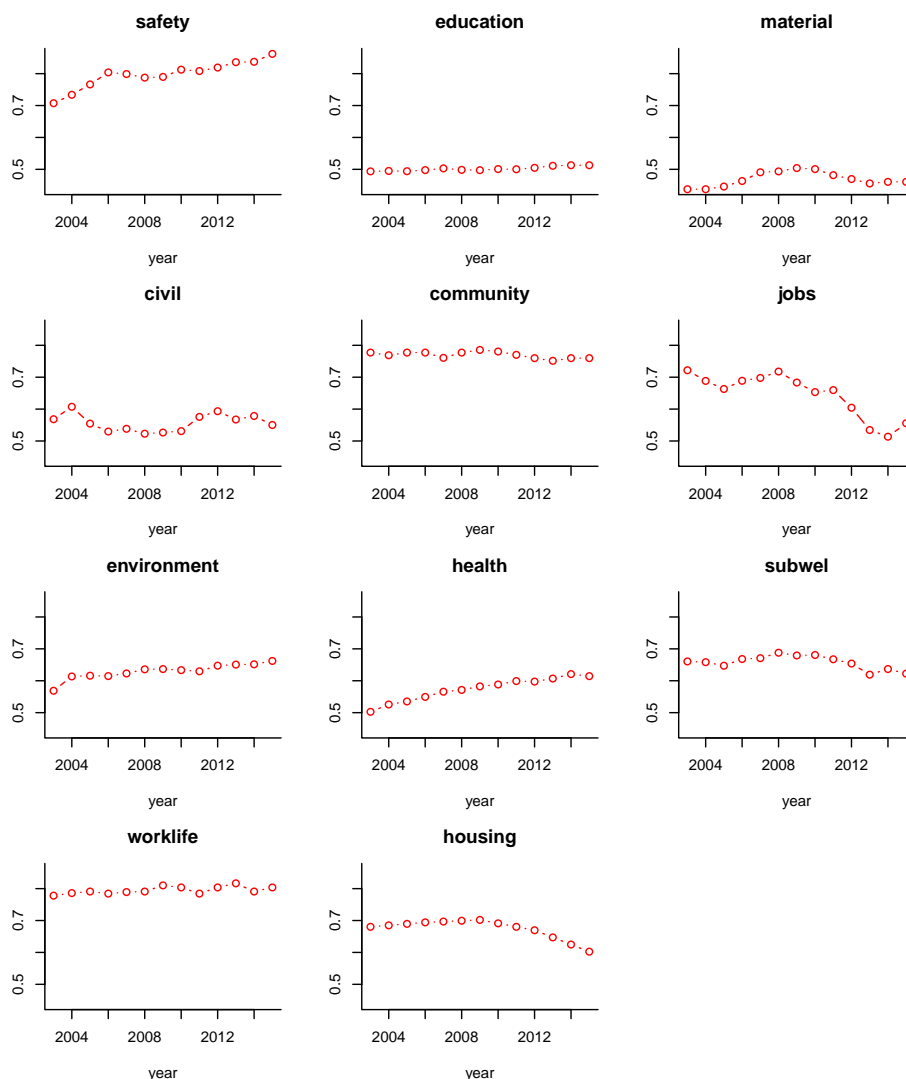 safety education material
0.7 0.7 0.7
0.5 0.5 0.5
2004 2008 2012 2004 2008 2012 2004 2008 2012
year year year
civil community jobs
0.7 0.7 0.7
0.5 0.5 0.5
2004 2008 2012 2004 2008 2012 2004 2008 2012
year year year
environment health subwel
0.7 0.7 0.7
0.5 0.5 0.5
2004 2008 2012 2004 2008 2012 2004 2008 2012
year year year
worklife housing
0.7 0.7
0.5 0.5
2004 2008 2012 2004 2008 2012
year year